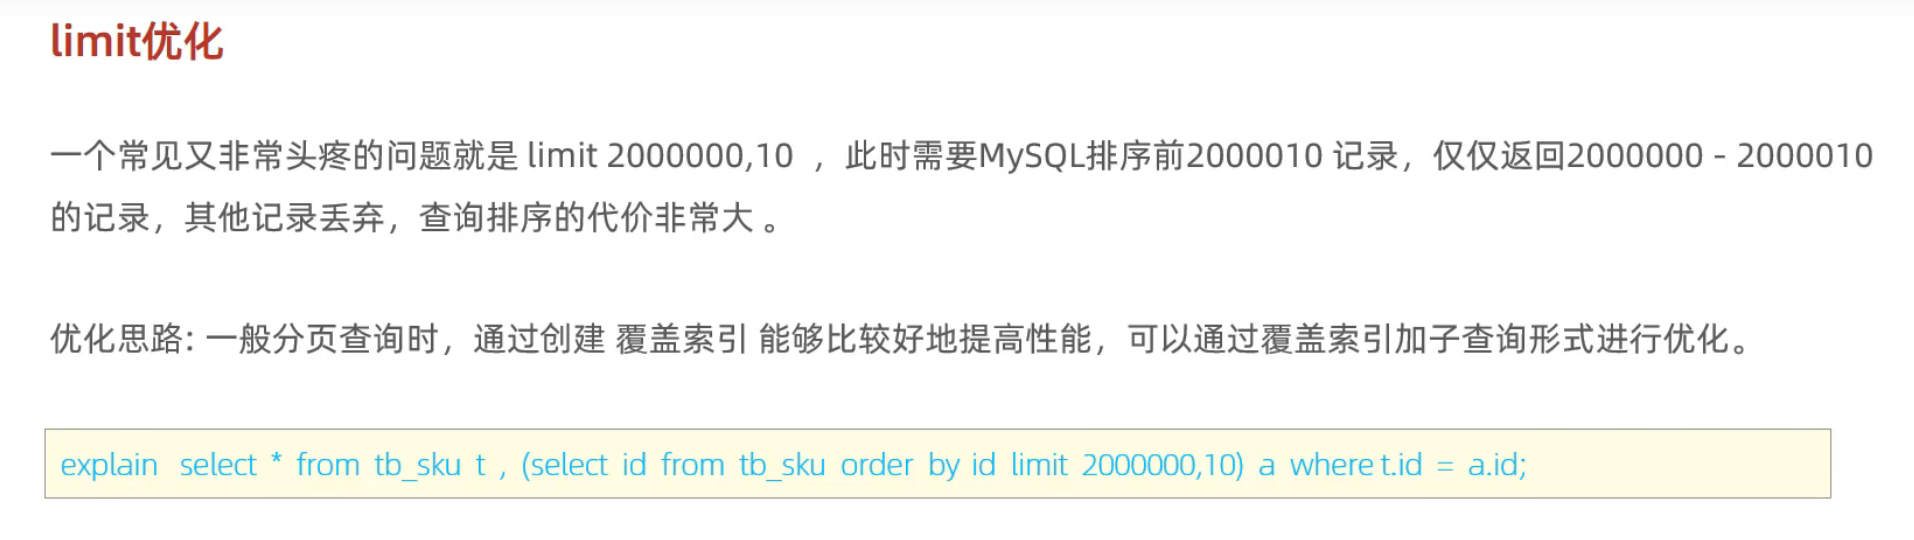 limit优化
一个常见又非常头疼的问题就是 limit 2000000,10 ，此时需要MySQL排序前2000010 记录，仅仅返回2000000 - 2000010
的记录，其他记录丢弃，查询排序的代价非常大 。
优化思路: 一般分页查询时，通过创建 覆盖索引 能够比较好地提高性能，可以通过覆盖索引加子查询形式进行优化。
explain select * from tb_sku t , (select id from tb_sku order by id limit 2000000,10) a where t.id = a.id;